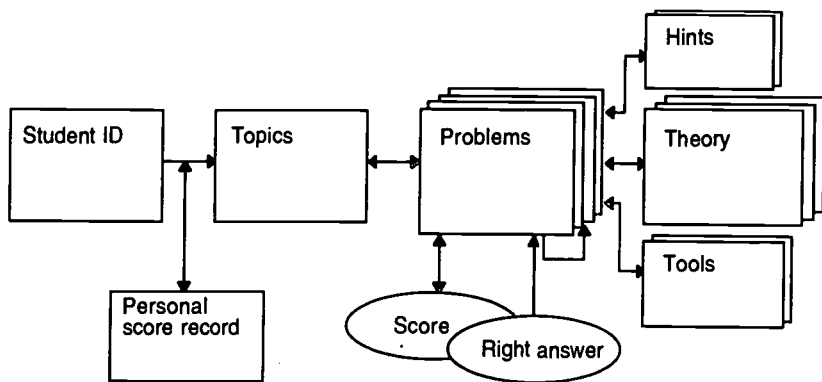 Hints
Student ID
Topics
Problems
Theory
Tools
Personal
score record
Score
Right answer